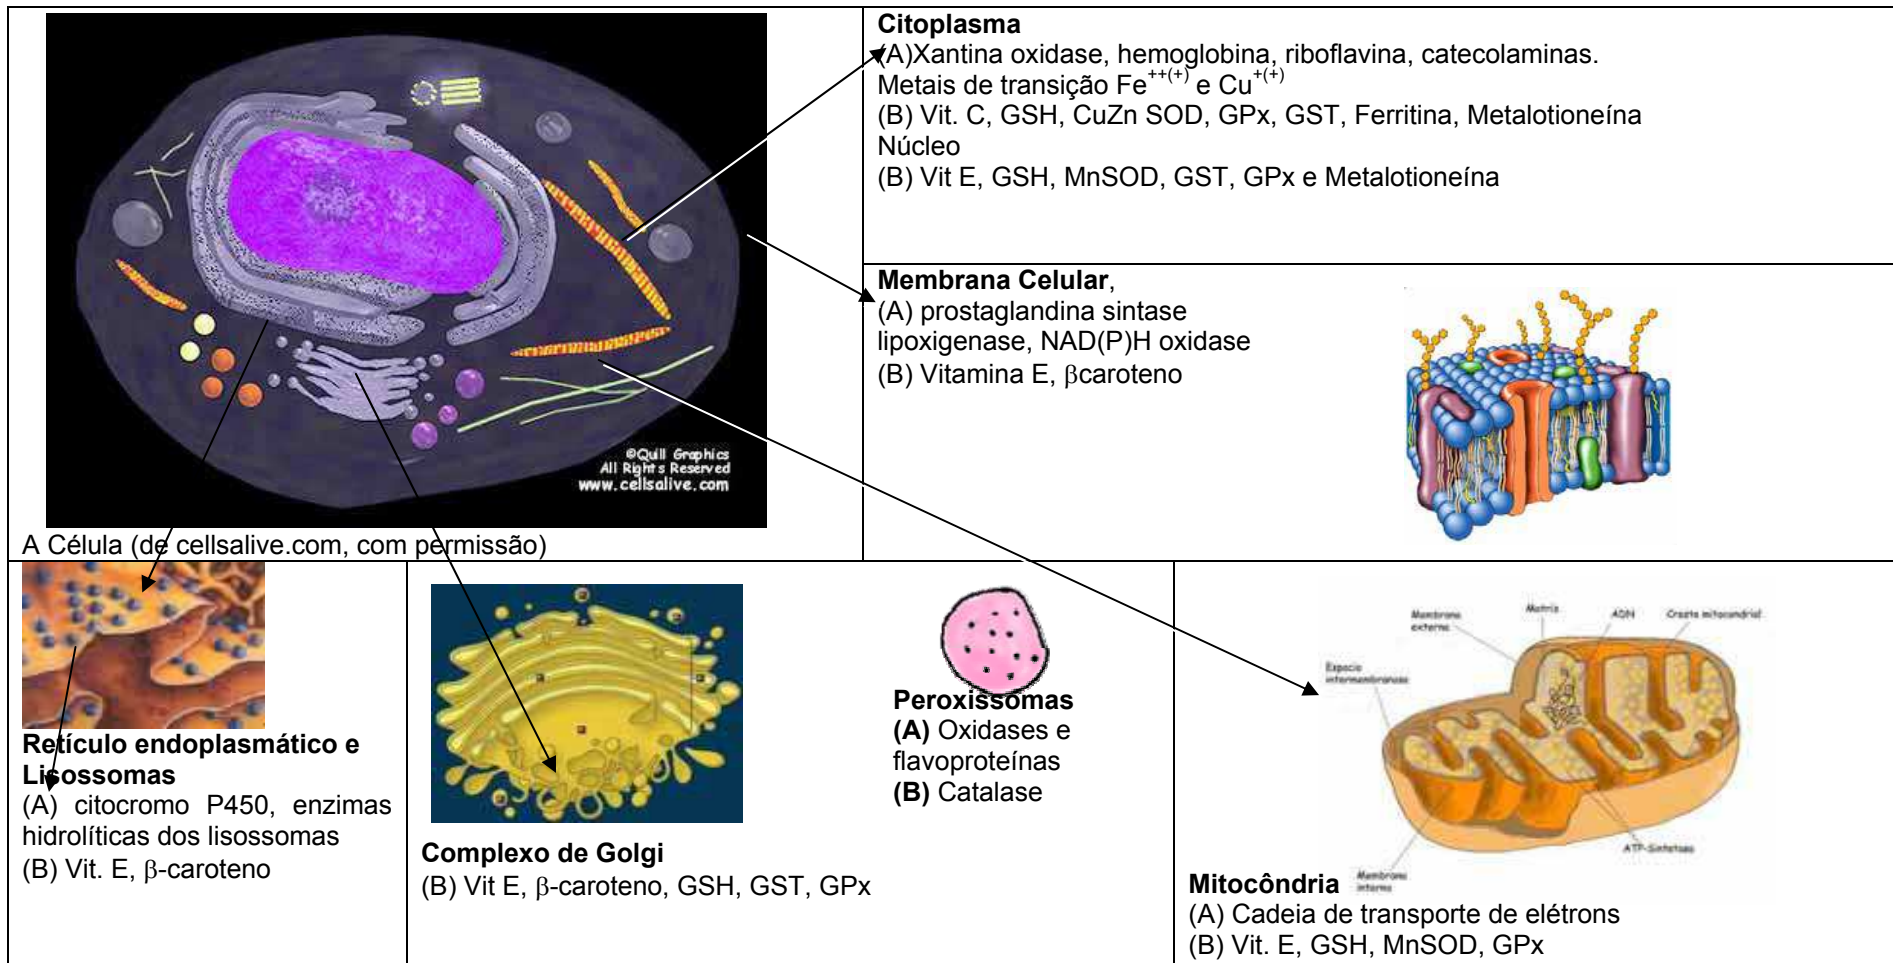 ©Quill Graphics
All Rights Reserved
www.cellsalive.com
A Célula (de cellsalive.com, com permissão)
Citoplasma
(A)Xantina oxidase, hemoglobina, riboflavina, catecolaminas.
Metais de transição Fe++(+) e Cu+(+)
(B) Vit. C, GSH, CuZn SOD, GPx, GST, Ferritina, Metalotioneína
Núcleo
(B) Vit E, GSH, MnSOD, GST, GPx e Metalotioneína
Membrana Celular,
(A) prostaglandina sintase
lipoxigenase, NAD(P)H oxidase
(B) Vitamina E, βcaroteno
Retículo endoplasmático e
Lisossomas
(A) citocromo P450, enzimas
hidrolíticas dos lisossomas
(B) Vit. E, β-caroteno
Complexo de Golgi
(B) Vit E, β-caroteno, GSH, GST, GPx
Peroxissomas
(A) Oxidases e
flavoproteínas
(B) Catalase
Membrana
externa
Matriz
ADN
Cresta mitocondrial
Espacio
intermembranoso
ATP-Sintetasa
Membrana
interna
Mitocôndria
(A) Cadeia de transporte de elétrons
(B) Vit. E, GSH, MnSOD, GPx